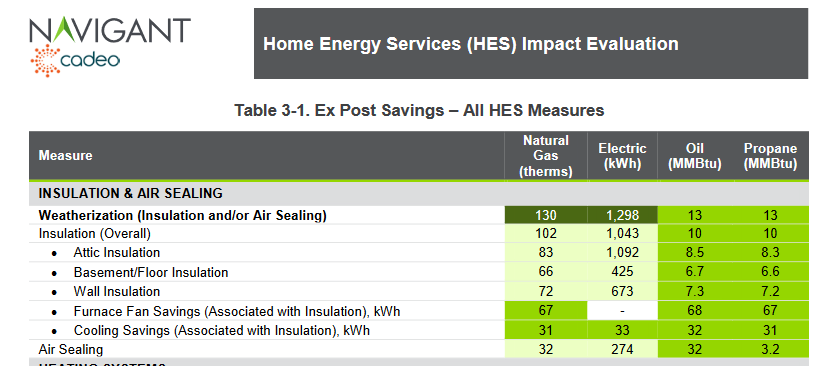 NAVIGANT
cadeo
Home Energy Services (HES) Impact Evaluation
Table 3-1. Ex Post Savings – All HES Measures
Measure Natural Gas (therms) Electric (kWh) Oil (MMBtu) Propane (MMBtu)
INSULATION & AIR SEALING
Weatherization (Insulation and/or Air Sealing) 130 1,298 13 13
Insulation (Overall) 102 1,043 10 10
• Attic Insulation 83 1,092 8.5 8.3
• Basement/Floor Insulation 66 425 6.7 6.6
• Wall Insulation 72 673 7.3 7.2
• Furnace Fan Savings (Associated with Insulation), kWh 67 - 68 67
• Cooling Savings (Associated with Insulation), kWh 31 33 32 31
Air Sealing 32 274 32 3.2